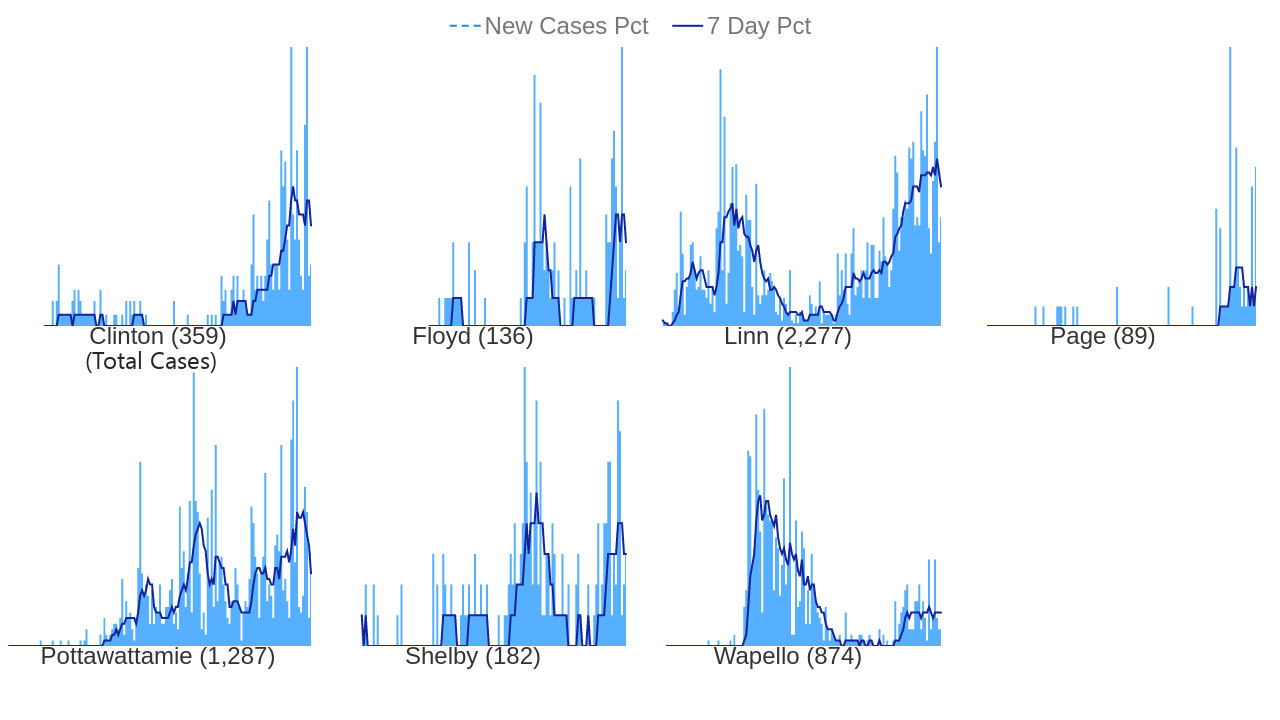 New Cases Pct 7 Day Pct
Clinton (359) Floyd (136) Linn (2,277) Page (89)
(Total Cases)
Pottawattamie (1,287) Shelby (182) Wapello (874)